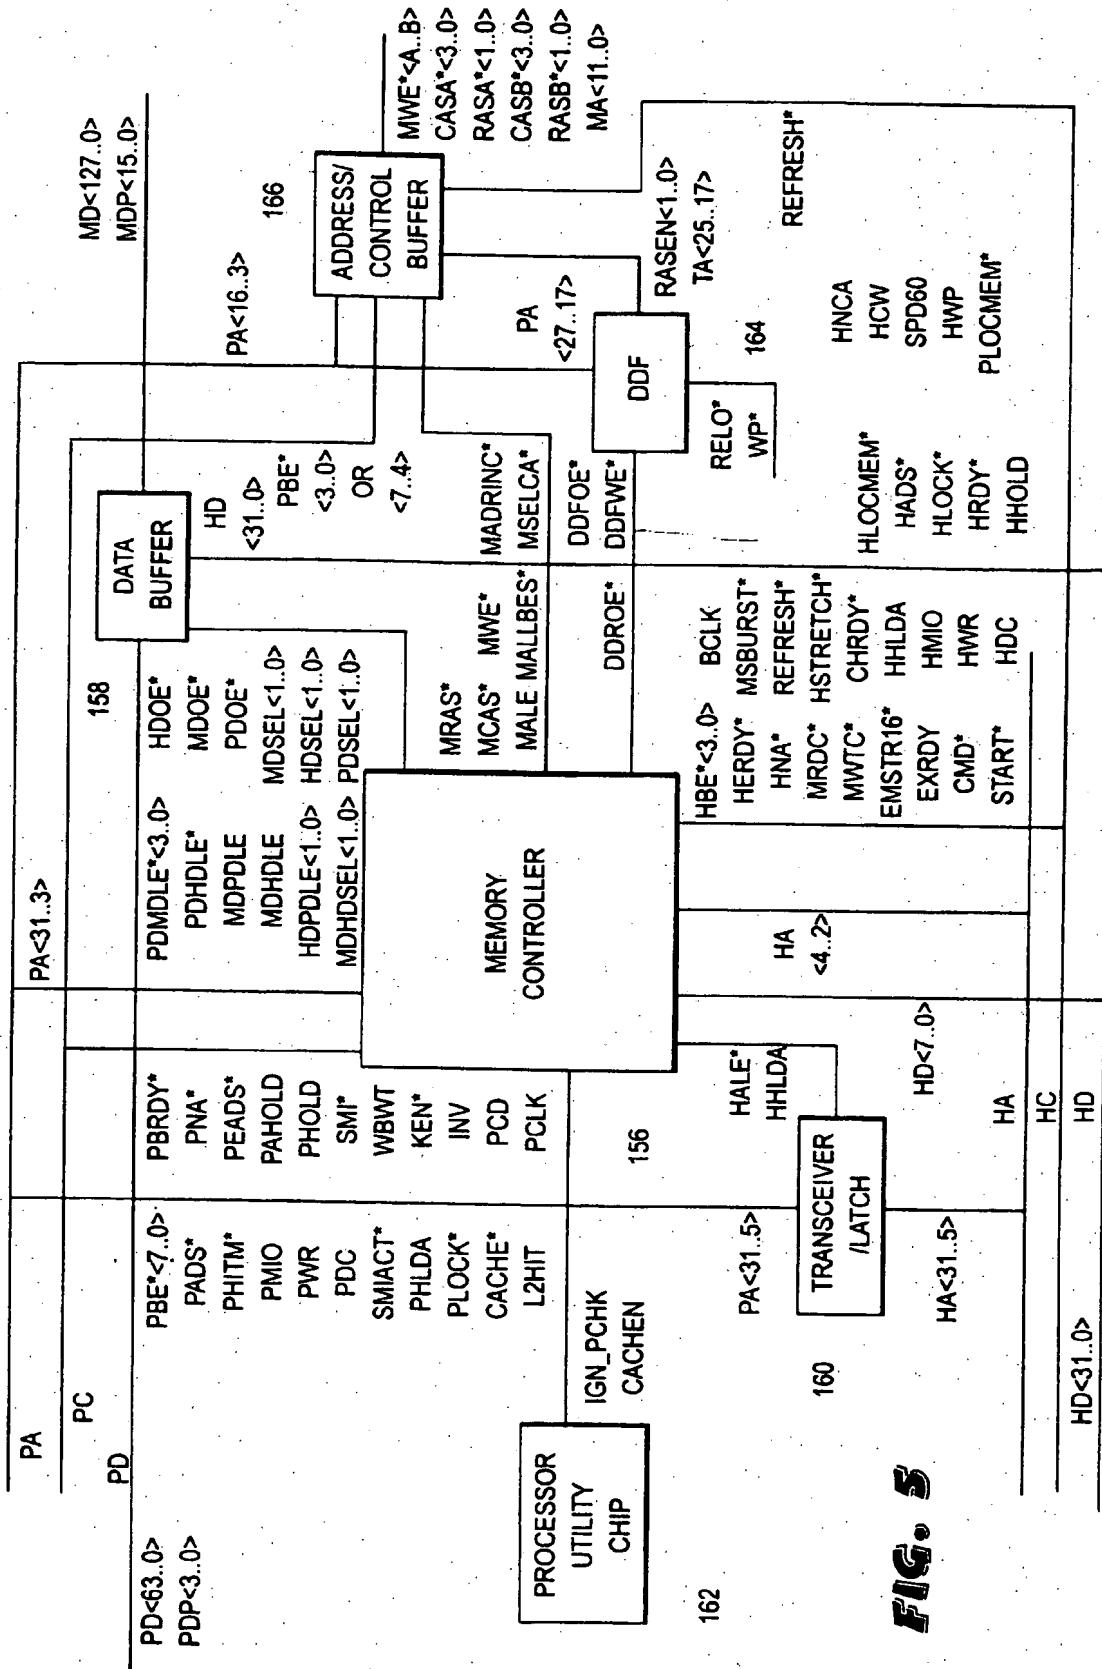 PA
PC
PD
PD<63..0>
PDP<3..0>
PA<31..3>
PBE*<7..0>
PADS*
PHITM*
PMIO
PWR
PDC
SMIACT*
PHLDA
PLOCK*
CACHE*
L2HIT
PBRDY*
PNA*
PEADS*
PAHOLD
PHOLD
SMI*
WBWT
KEN*
INV
PCD
PCLK
PDMDLE*<3..0>
PDHDLE*
MDPDLE
MDHDLE
HDPDLE<1..0>
MDHDSEL<1..0>
158
HDOE*
MDOE*
PDOE*
MDSEL<1..0>
HDSEL<1..0>
PDSEL<1..0>
DATA
BUFFER
HD
<31..0>
PBE*
<3..0>
OR
<7..4>
MD<127..0>
MDP<15..0>
PA<16..3>
166
ADDRESS/
CONTROL
BUFFER
MWE*<A..B>
CASA*<3..0>
RASA*<1..0>
CASB*<3..0>
RASB*<1..0>
MA<11..0>
MRAS*
MCAS* MWE*
MALE MALLBES*
MADRINC*
MSELCA*
DDROE*
DDFOE*
DDFWE*
PA
<27..17>
DDF
164
RASEN<1..0>
TA<25..17>
RELO*
WP*
REFRESH*
MEMORY
CONTROLLER
156
PROCESSOR
UTILITY
CHIP
162
IGN_PCHK
CACHEN
PA<31..5>
TRANSCEIVER
/LATCH
160
HA<31..5>
HALE*
HHLDA
HD<7..0>
HA
<4..2>
HBE*<3..0>
HERDY*
HNA*
MRDC*
MWTC*
EMSTR16*
EXRDY
CMD*
START*
BCLK
MSBURST*
REFRESH*
HSTRETCH*
CHRDY*
HHLDA
HMIO
HWR
HDC
HLOCMEM*
HADS*
HLOCK*
HRDY*
HHOLD
HNCA
HCW
SPD60
HWP
PLOCMEM*
HA
HC
HD
HD<31..0>
FIG. 5